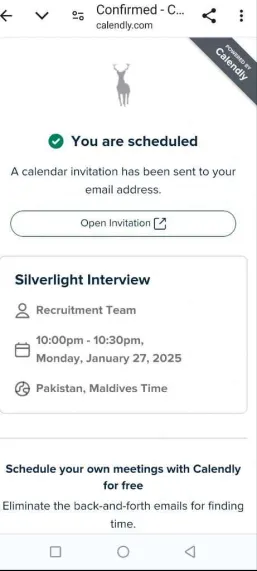 Confirmed - C...
calendly.com
POWERED BY
Calendly
You are scheduled
A calendar invitation has been sent to your
email address.
Open Invitation
Silverlight Interview
Recruitment Team
10:00pm - 10:30pm,
Monday, January 27, 2025
Pakistan, Maldives Time
Schedule your own meetings with Calendly
for free
Eliminate the back-and-forth emails for finding
time.